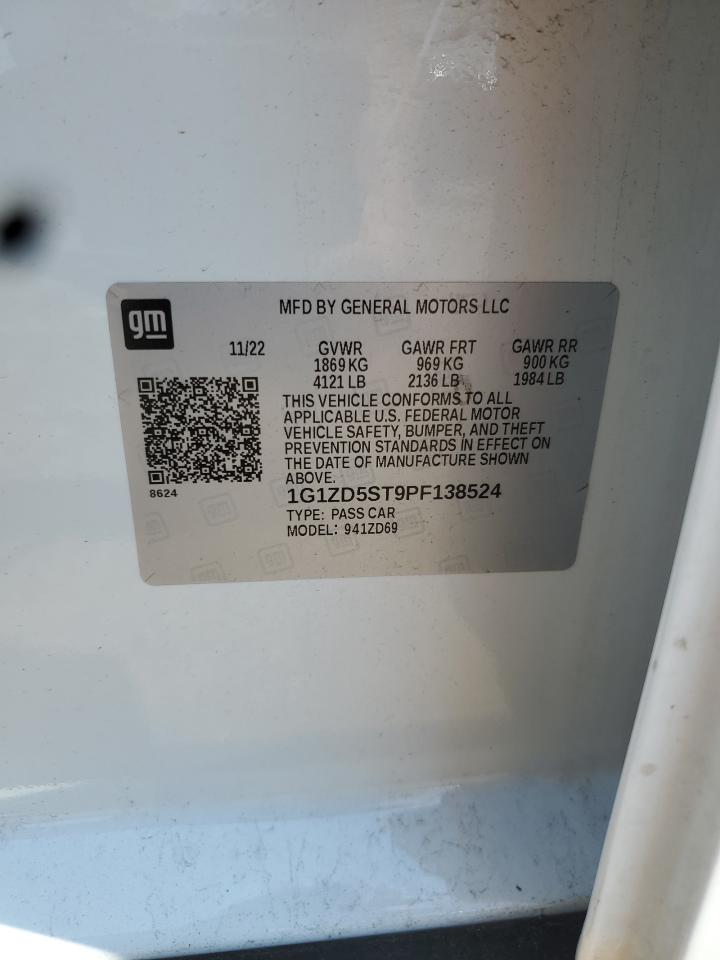 gm
MFD BY GENERAL MOTORS LLC
11/22 GVWR GAWR FRT GAWR RR
1869 KG 969 KG 900 KG
4121 LB 2136 LB 1984 LB
THIS VEHICLE CONFORMS TO ALL
APPLICABLE U.S. FEDERAL MOTOR
VEHICLE SAFETY, BUMPER, AND THEFT
PREVENTION STANDARDS IN EFFECT ON
THE DATE OF MANUFACTURE SHOWN
ABOVE.
8624
1G1ZD5ST9PF138524
TYPE: PASS CAR
MODEL: 941ZD69